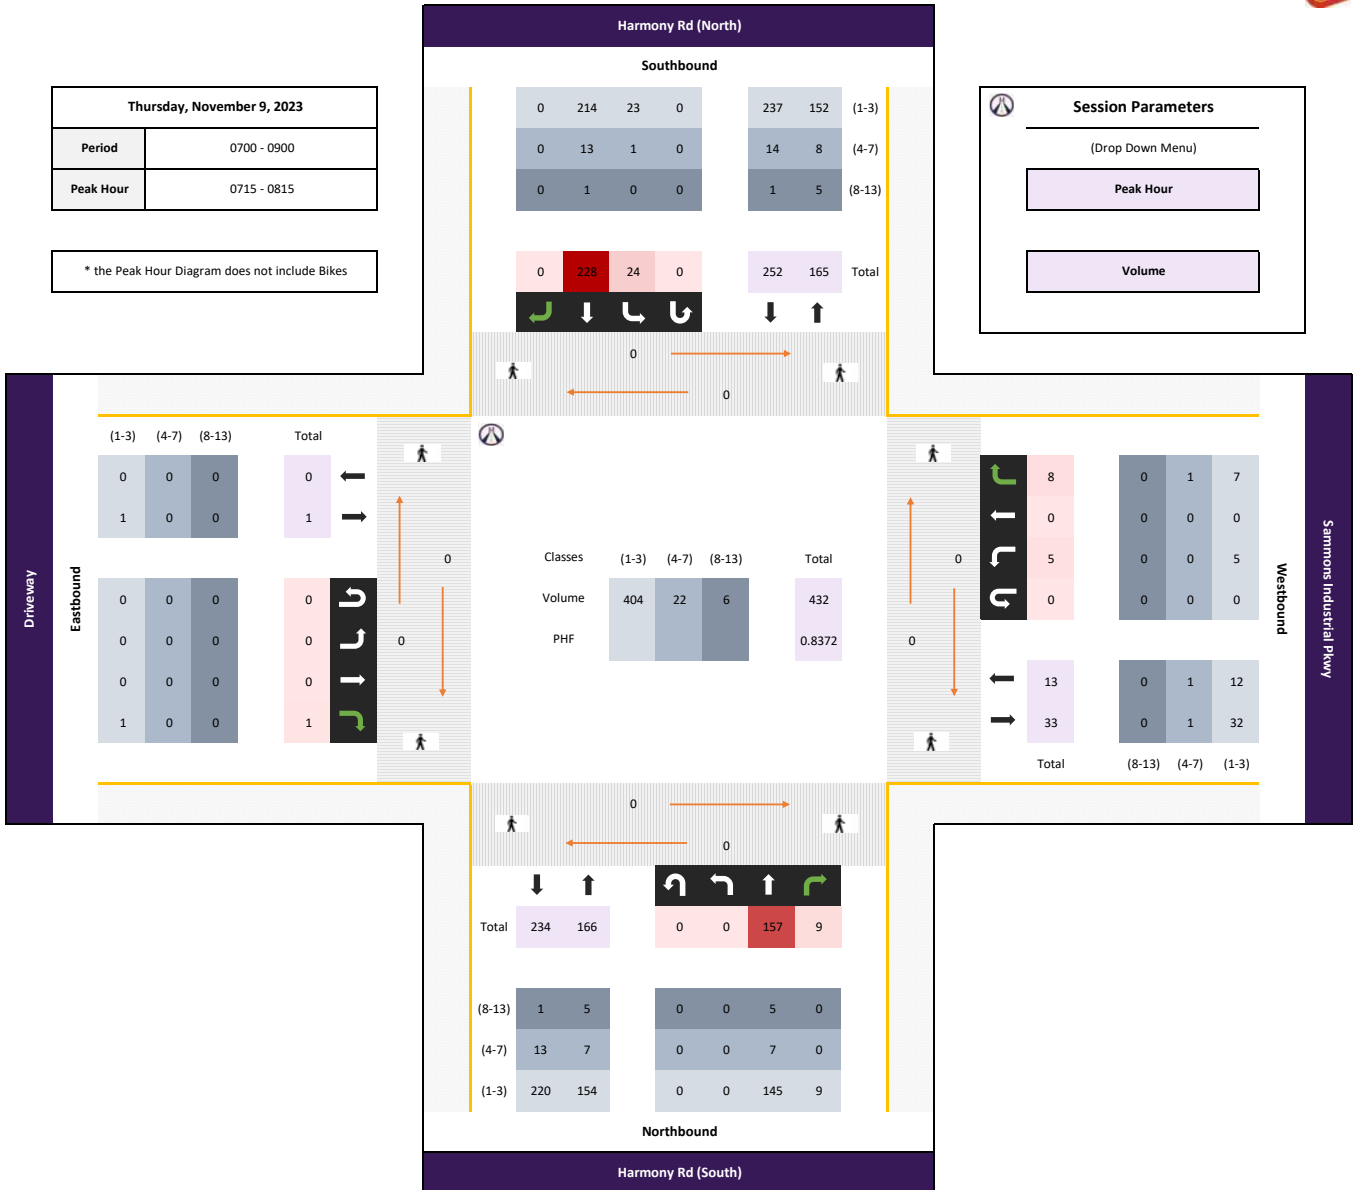 Harmony Rd (North)
Southbound
Thursday, November 9, 2023
Period 0700 - 0900
Peak Hour 0715 - 0815
* the Peak Hour Diagram does not include Bikes
Session Parameters
(Drop Down Menu)
Peak Hour
Volume
0 214 23 0 237 152 (1-3)
0 13 1 0 14 8 (4-7)
0 1 0 0 1 5 (8-13)
0 228 24 0 252 165 Total
0
0
Driveway
Eastbound
(1-3) (4-7) (8-13) Total
0 0 0 0
1 0 0 1
0 0 0 0
0 0 0 0
0 0 0 0
1 0 0 1
0
0
Classes (1-3) (4-7) (8-13) Total
Volume 404 22 6 432
PHF 0.8372
0
0
8 0 1 7
0 0 0 0
5 0 0 5
0 0 0 0
13 0 1 12
33 0 1 32
Total (8-13) (4-7) (1-3)
Westbound
Sammons Industrial Pkwy
0
0
Total 234 166 0 0 157 9
(8-13) 1 5 0 0 5 0
(4-7) 13 7 0 0 7 0
(1-3) 220 154 0 0 145 9
Northbound
Harmony Rd (South)